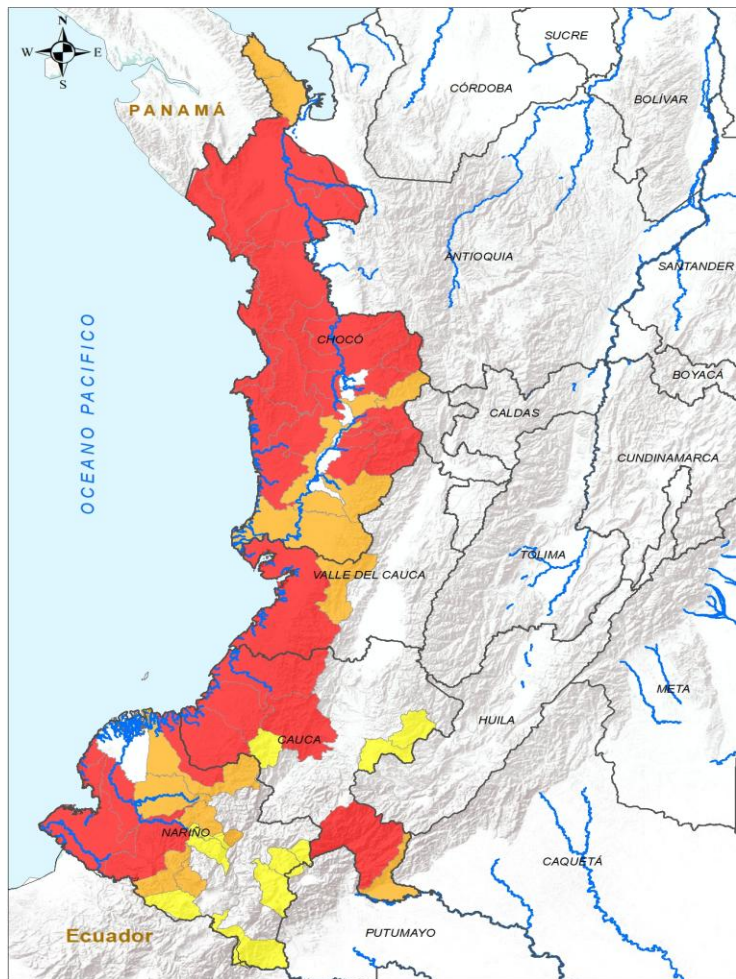 SUCRE
N
W E
S
CÓRDOBA
BOLÍVAR
PANAMÁ
ANTIOQUIA
SANTANDER
OCEANO PACIFICO
CHOCÓ
BOYACÁ
CALDAS
CUNDINAMARCA
TOLIMA
VALLE DEL CAUCA
META
HUILA
CAUCA
NARIÑO
CAQUETÁ
PUTUMAYO
Ecuador